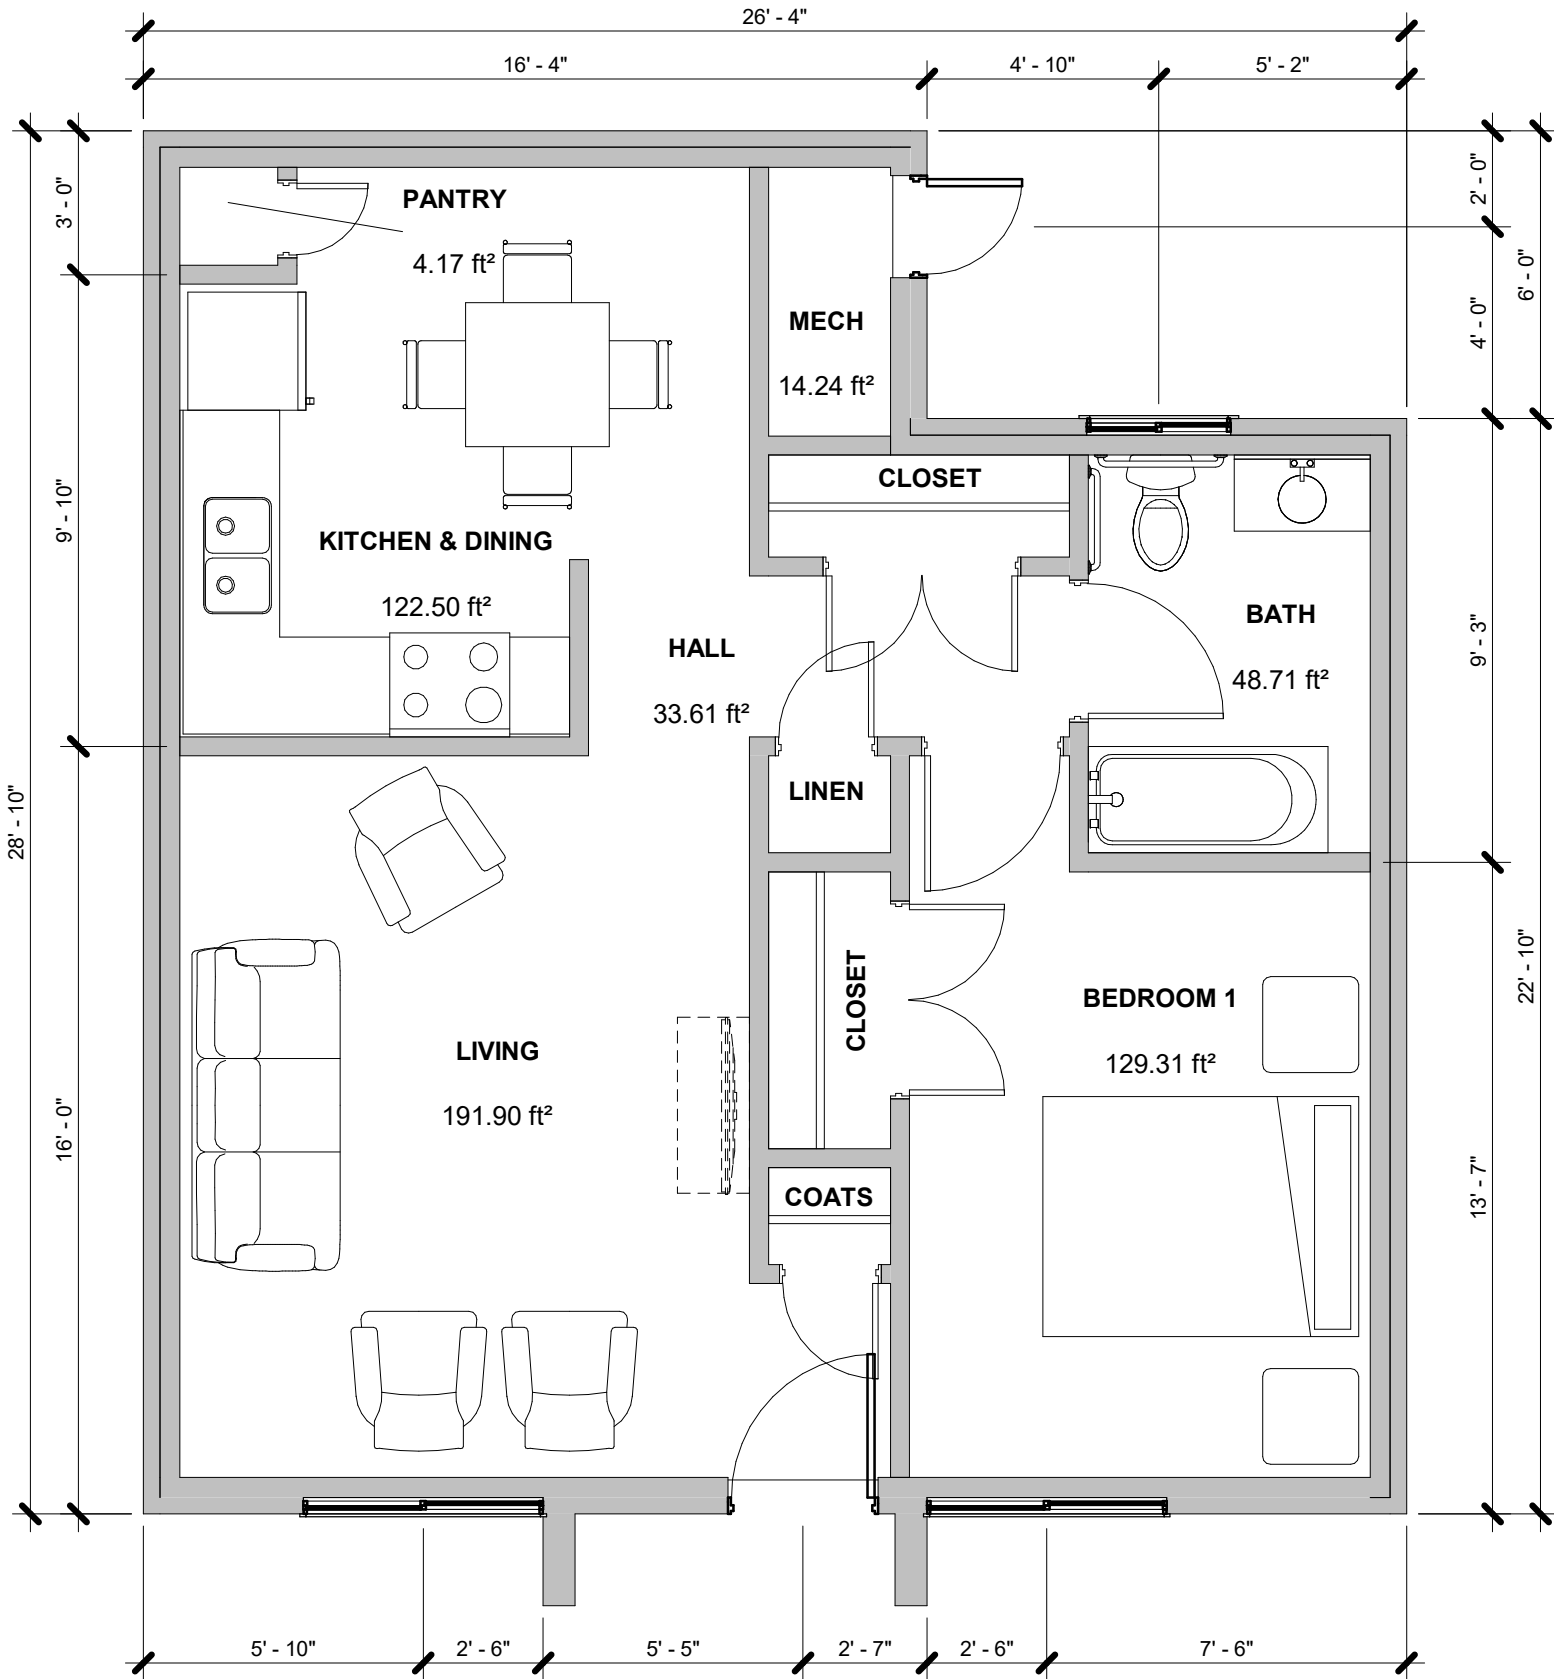 26' - 4"
16' - 4"
4' - 10"
5' - 2"
3' - 0"
9' - 10"
16' - 0"
28' - 10"
2' - 0"
4' - 0"
6' - 0"
9' - 3"
13' - 7"
22' - 10"
PANTRY
4.17 ft²
MECH
14.24 ft²
CLOSET
KITCHEN & DINING
122.50 ft²
HALL
33.61 ft²
BATH
48.71 ft²
LINEN
CLOSET
BEDROOM 1
129.31 ft²
LIVING
191.90 ft²
COATS
5' - 10"
2' - 6"
5' - 5"
2' - 7"
2' - 6"
7' - 6"